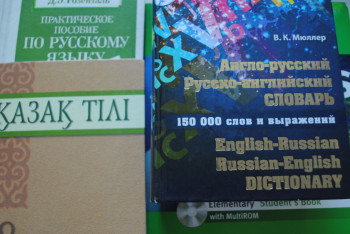 Д.Э. Розенталь
ПРАКТИЧЕСКОЕ
ПОСОБИЕ
ПО РУССКОМУ
ЯЗЫКУ
ҚАЗАҚ ТІЛІ
В. К. Мюллер
Англо-русский
Русско-английский
СЛОВАРЬ
150 000 слов и выражений
English-Russian
Russian-English
DICTIONARY
Elementary Student's Book
with MultiROM